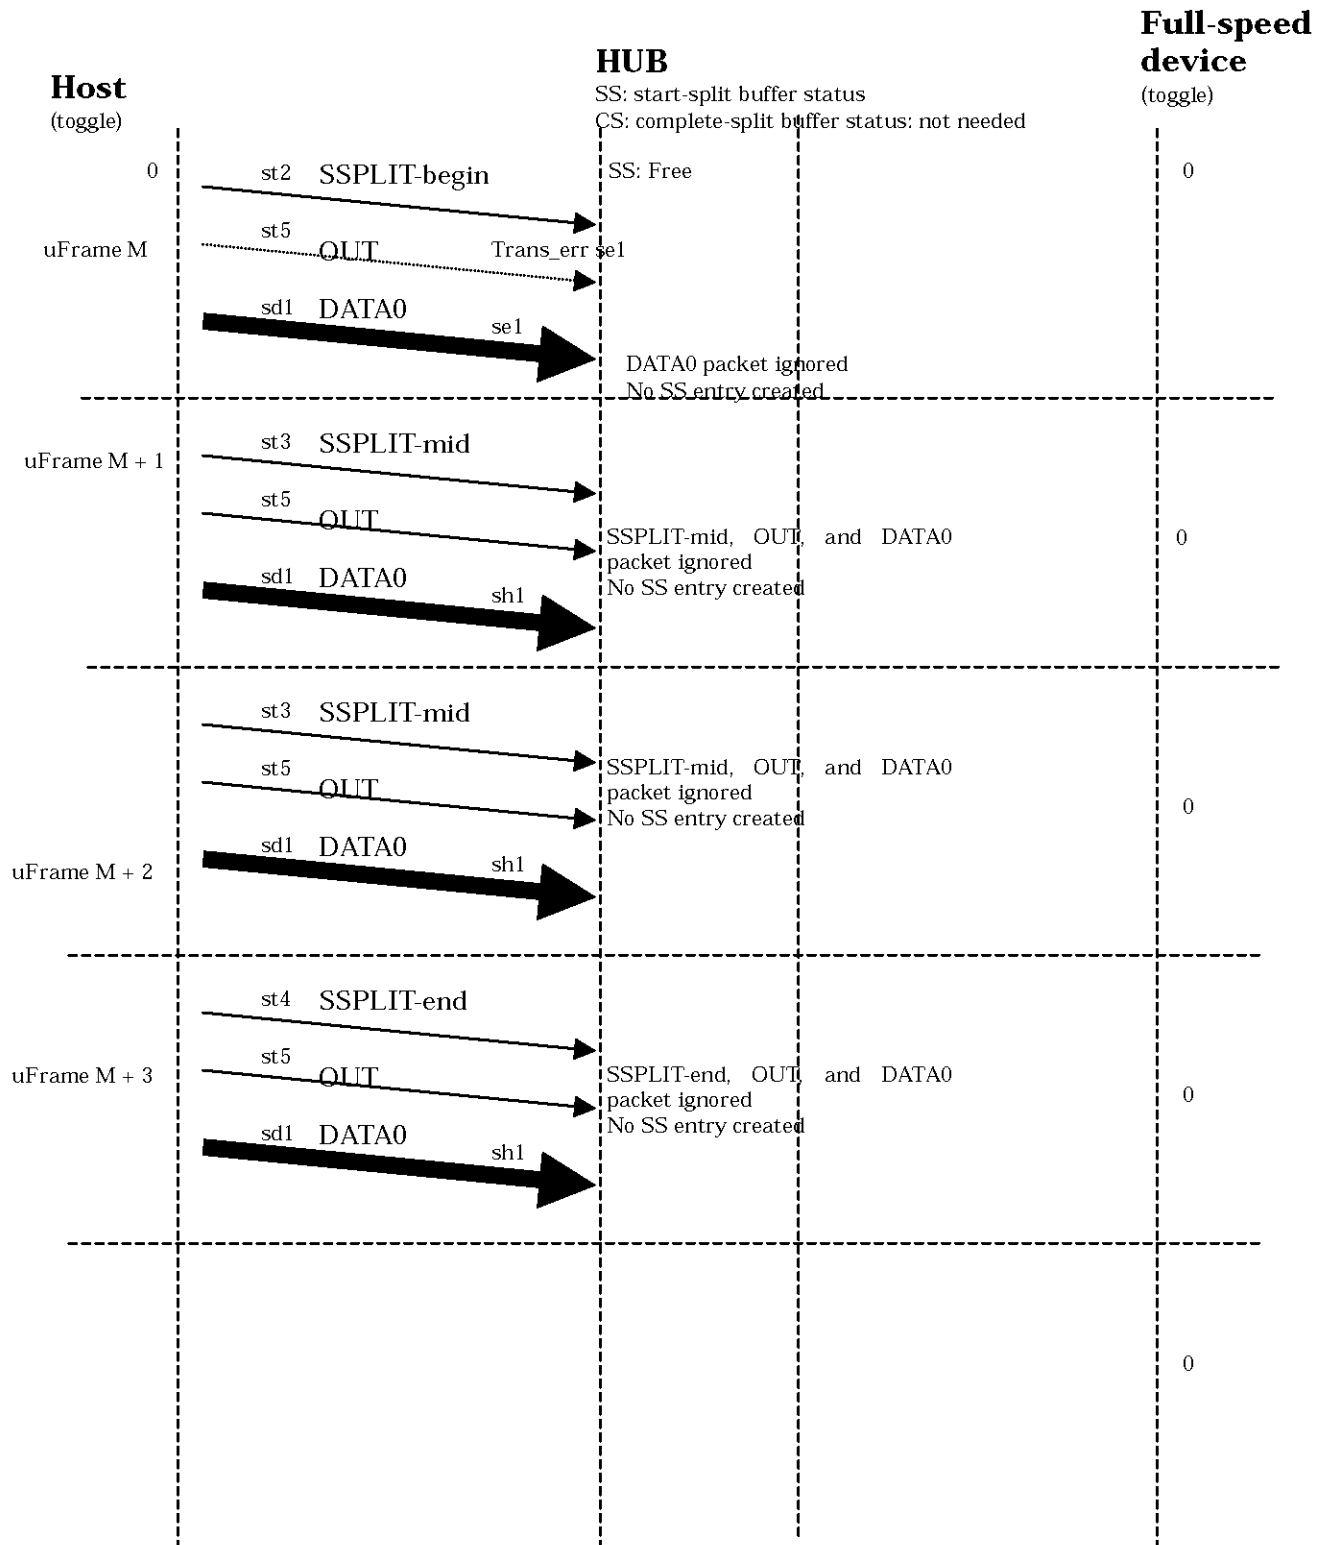 Full-speed
device
(toggle)
HUB
SS: start-split buffer status
CS: complete-split buffer status: not needed
Host
(toggle)
0
st2 SSPLIT-begin
SS: Free
0
uFrame M
st5 OUT
Trans_err se1
sd1 DATA0
se1
DATA0 packet ignored
No SS entry created
uFrame M + 1
st3 SSPLIT-mid
st5 OUT
SSPLIT-mid, OUT, and DATA0
packet ignored
No SS entry created
0
sd1 DATA0
sh1
st3 SSPLIT-mid
st5 OUT
SSPLIT-mid, OUT, and DATA0
packet ignored
No SS entry created
0
sd1 DATA0
sh1
uFrame M + 2
st4 SSPLIT-end
st5 OUT
uFrame M + 3
SSPLIT-end, OUT, and DATA0
packet ignored
No SS entry created
0
sd1 DATA0
sh1
0